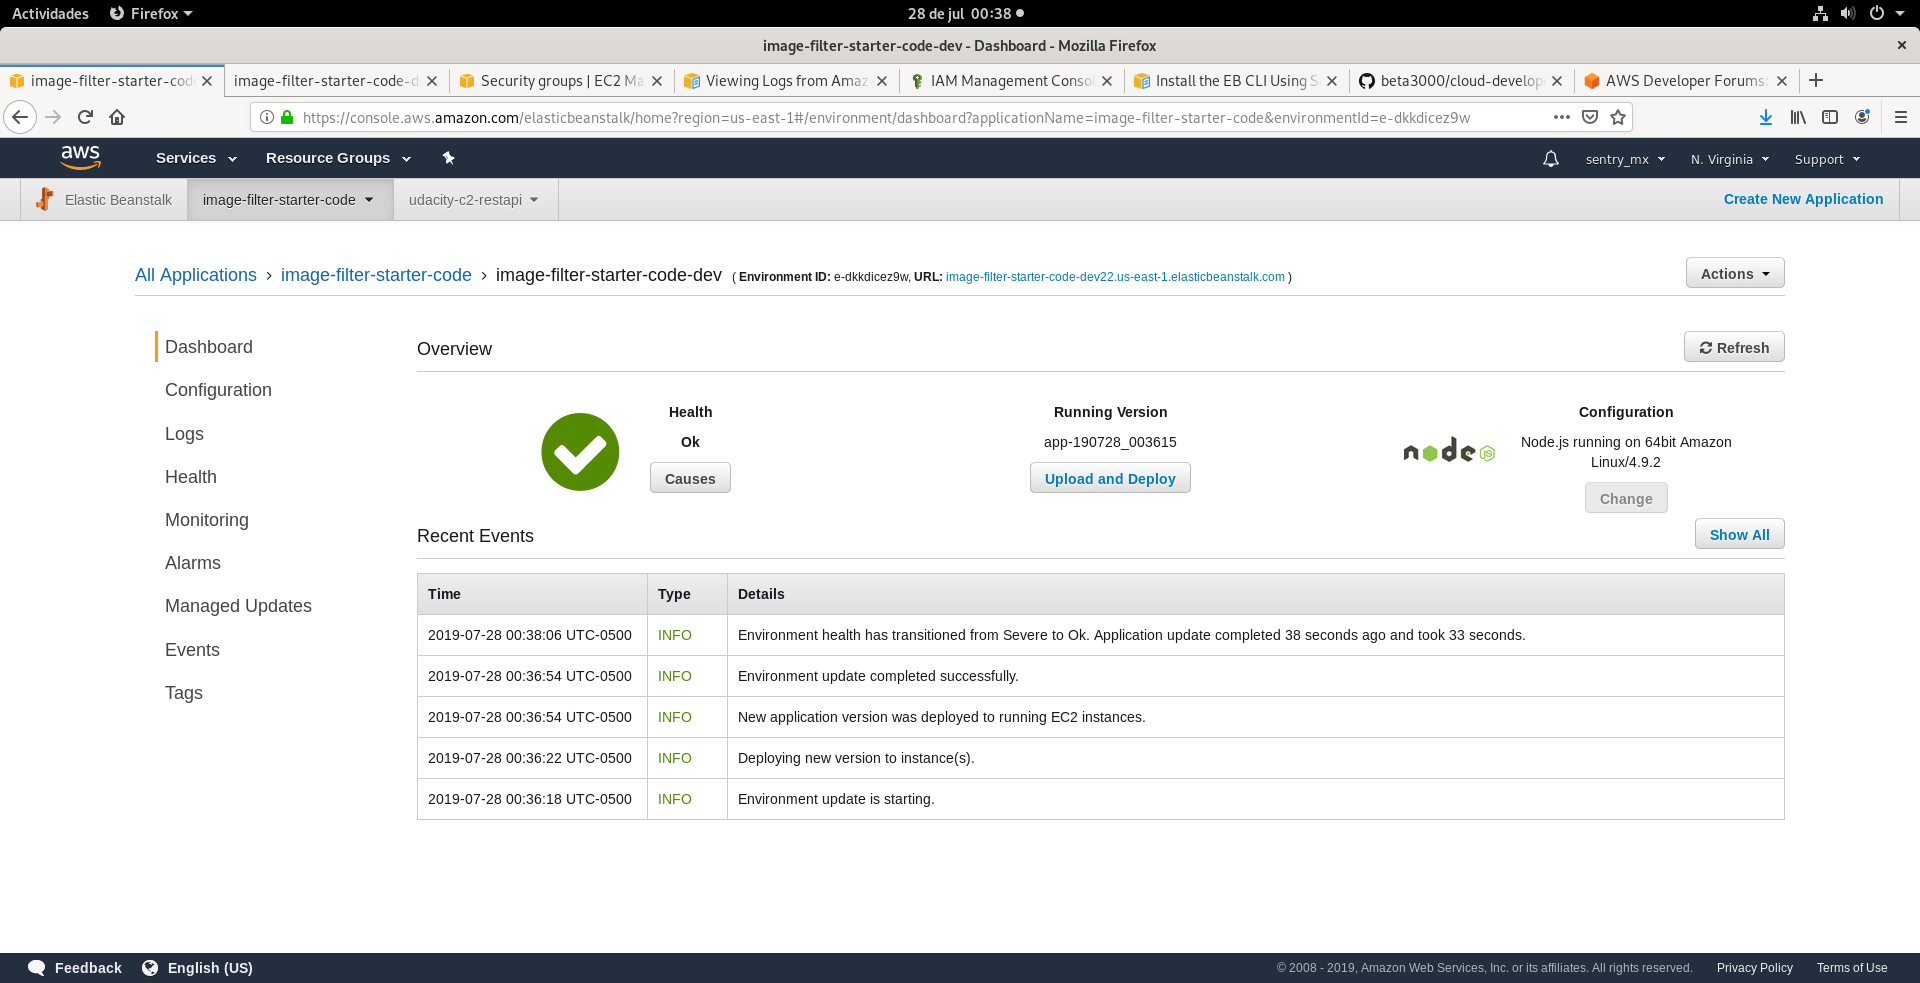 Actividades Firefox 28 de jul 00:38
image-filter-starter-code-dev - Dashboard - Mozilla Firefox
image-filter-starter-cod image-filter-starter-code-d Security groups | EC2 Ma Viewing Logs from Amaz IAM Management Conso Install the EB CLI Using S beta3000/cloud-develop AWS Developer Forums:
https://console.aws.amazon.com/elasticbeanstalk/home?region=us-east-1#/environment/dashboard?applicationName=image-filter-starter-code&environmentId=e-dkkdicez9w
aws Services Resource Groups sentry_mx N. Virginia Support
Elastic Beanstalk image-filter-starter-code udacity-c2-restapi Create New Application
All Applications › image-filter-starter-code › image-filter-starter-code-dev ( Environment ID: e-dkkdicez9w, URL: image-filter-starter-code-dev22.us-east-1.elasticbeanstalk.com ) Actions
Dashboard
Configuration
Logs
Health
Monitoring
Alarms
Managed Updates
Events
Tags
Overview Refresh
Health
Ok
Causes
Running Version
app-190728_003615
Upload and Deploy
node JS
Configuration
Node.js running on 64bit Amazon
Linux/4.9.2
Change
Recent Events Show All
Time Type Details
2019-07-28 00:38:06 UTC-0500 INFO Environment health has transitioned from Severe to Ok. Application update completed 38 seconds ago and took 33 seconds.
2019-07-28 00:36:54 UTC-0500 INFO Environment update completed successfully.
2019-07-28 00:36:54 UTC-0500 INFO New application version was deployed to running EC2 instances.
2019-07-28 00:36:22 UTC-0500 INFO Deploying new version to instance(s).
2019-07-28 00:36:18 UTC-0500 INFO Environment update is starting.
Feedback English (US) © 2008 - 2019, Amazon Web Services, Inc. or its affiliates. All rights reserved. Privacy Policy Terms of Use